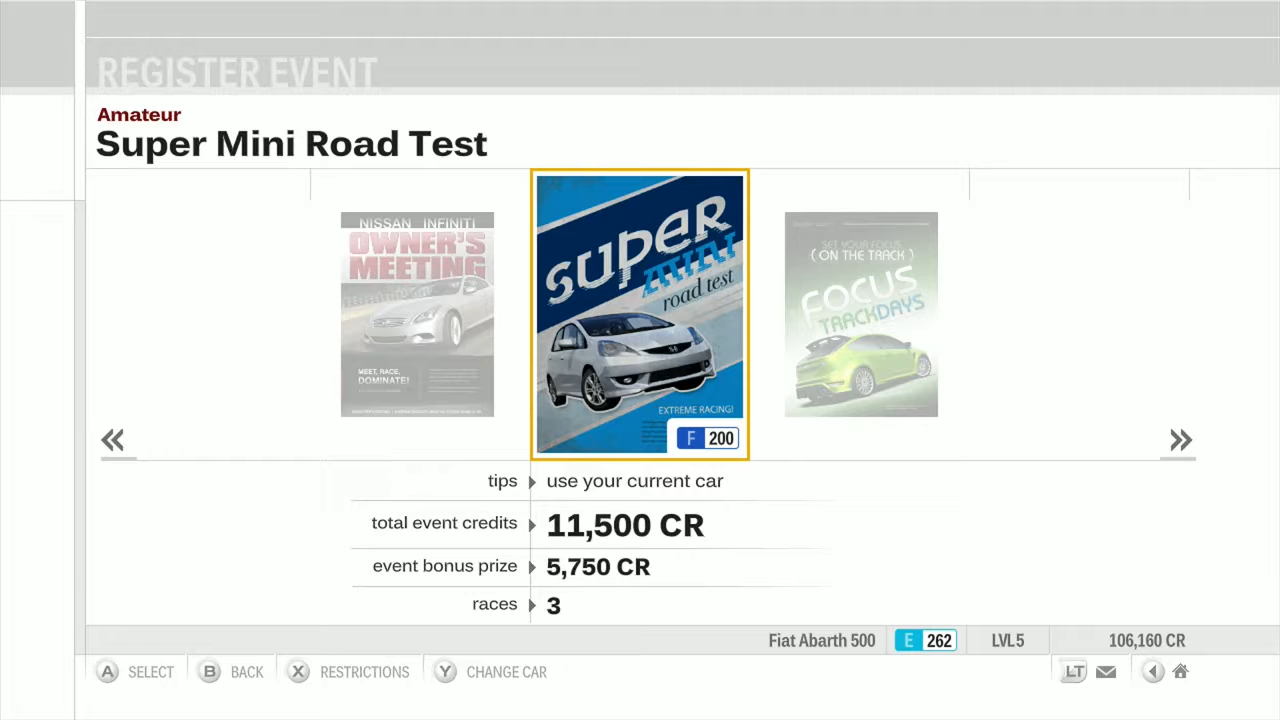 REGISTER EVENT
Amateur
Super Mini Road Test
NISSAN INFINITI
OWNER'S
MEETING
MEET, RACE,
DOMINATE!
SUPER
MINI
road test
EXTREME RACING!
F 200
SET YOUR FOCUS
( ON THE TRACK )
FOCUS
TRACKDAYS
tips use your current car
total event credits 11,500 CR
event bonus prize 5,750 CR
races 3
Fiat Abarth 500 E 262 LVL5 106,160 CR
A SELECT B BACK X RESTRICTIONS Y CHANGE CAR LT